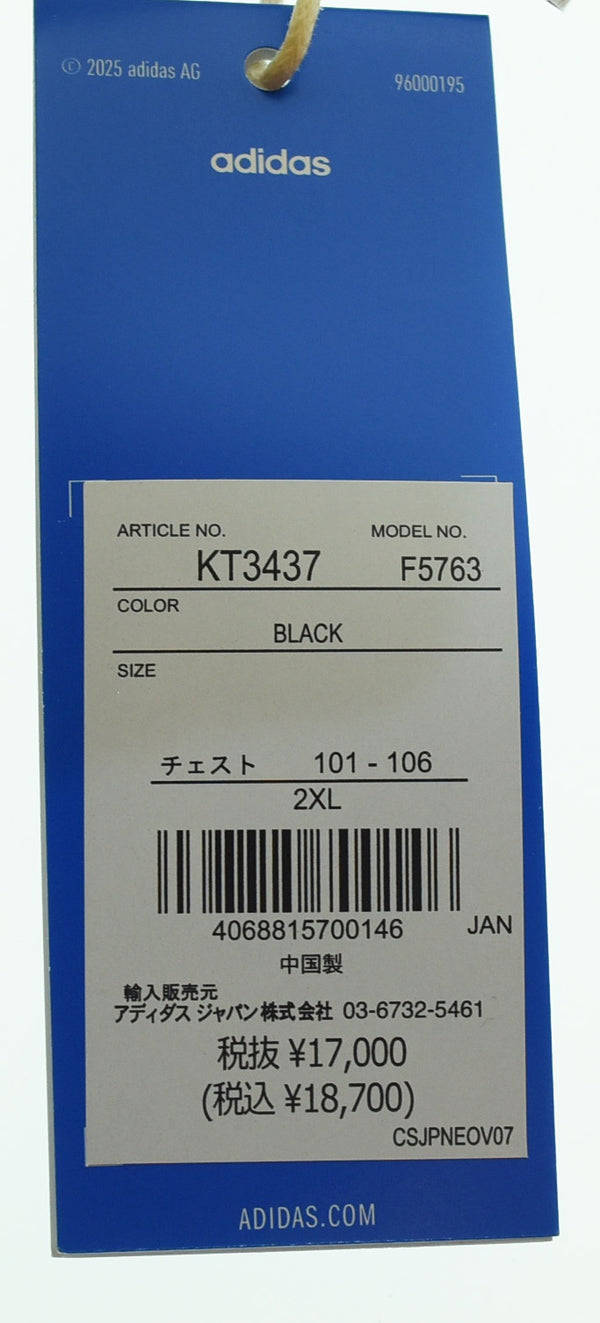 © 2025 adidas AG
96000195
adidas
ARTICLE NO. MODEL NO.
KT3437 F5763
COLOR
BLACK
SIZE
チェスト 101 - 106
2XL
4068815700146 JAN
中国製
輸入販売元
アディダス ジャパン株式会社 03-6732-5461
税抜 ¥17,000
(税込 ¥18,700)
CSJPNEOV07
ADIDAS.COM